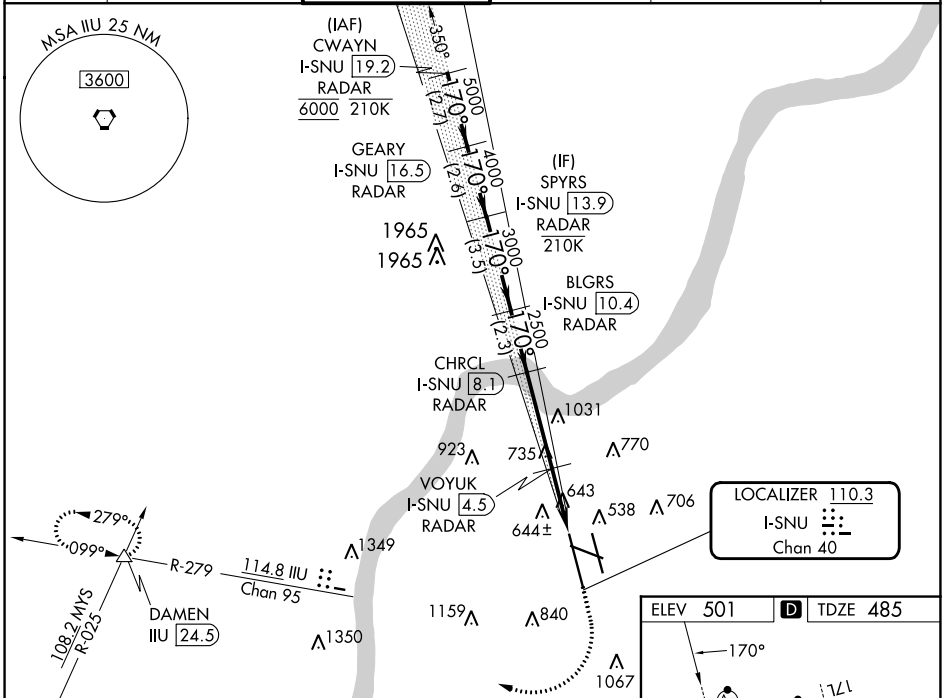 MSA IIU 25 NM
3600
(IAF)
CWAYN
I-SNU 19.2
RADAR
6000 210K
350°
170°
5000
(2.7)
GEARY
I-SNU 16.5
RADAR
170°
4000
(2.6)
(IF)
SPYRS
I-SNU 13.9
RADAR
210K
1965
1965
170°
3000
(3.5)
BLGRS
I-SNU 10.4
RADAR
170°
2500
(2.3)
CHRCL
I-SNU 8.1
RADAR
1031
923
735
770
VOYUK
I-SNU 4.5
RADAR
643
644±
538
706
LOCALIZER 110.3
I-SNU
Chan 40
279°
099°
R-279
114.8 IIU
Chan 95
1349
108.2 MYS
R-025
DAMEN
IIU 24.5
1350
1159
840
1067
ELEV 501
D
TDZE 485
170°
17L